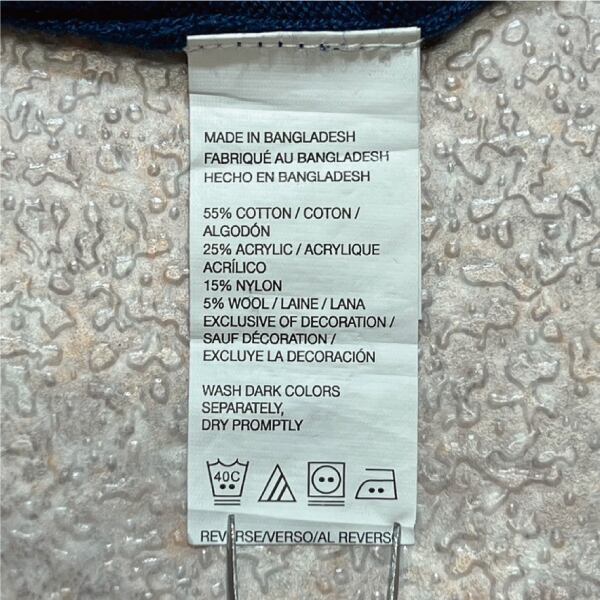 MADE IN BANGLADESH
FABRIQUÉ AU BANGLADESH
HECHO EN BANGLADESH
55% COTTON / COTON /
ALGODÓN
25% ACRYLIC / ACRYLIQUE
ACRÍLICO
15% NYLON
5% WOOL / LAINE / LANA
EXCLUSIVE OF DECORATION /
SAUF DÉCORATION /
EXCLUYE LA DECORACIÓN
WASH DARK COLORS
SEPARATELY,
DRY PROMPTLY
40C
REVERSE/VERSO/AL REVERSO